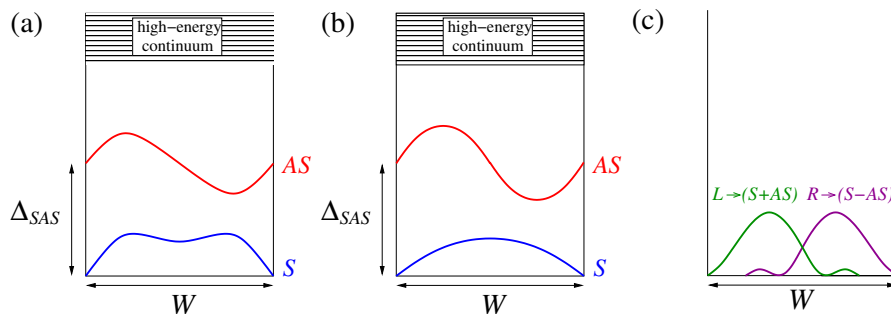 (a)
high−energy
continuum
AS
Δ_SAS
S
W
(b)
high−energy
continuum
AS
Δ_SAS
S
W
(c)
L→(S+AS) R→(S−AS)
W